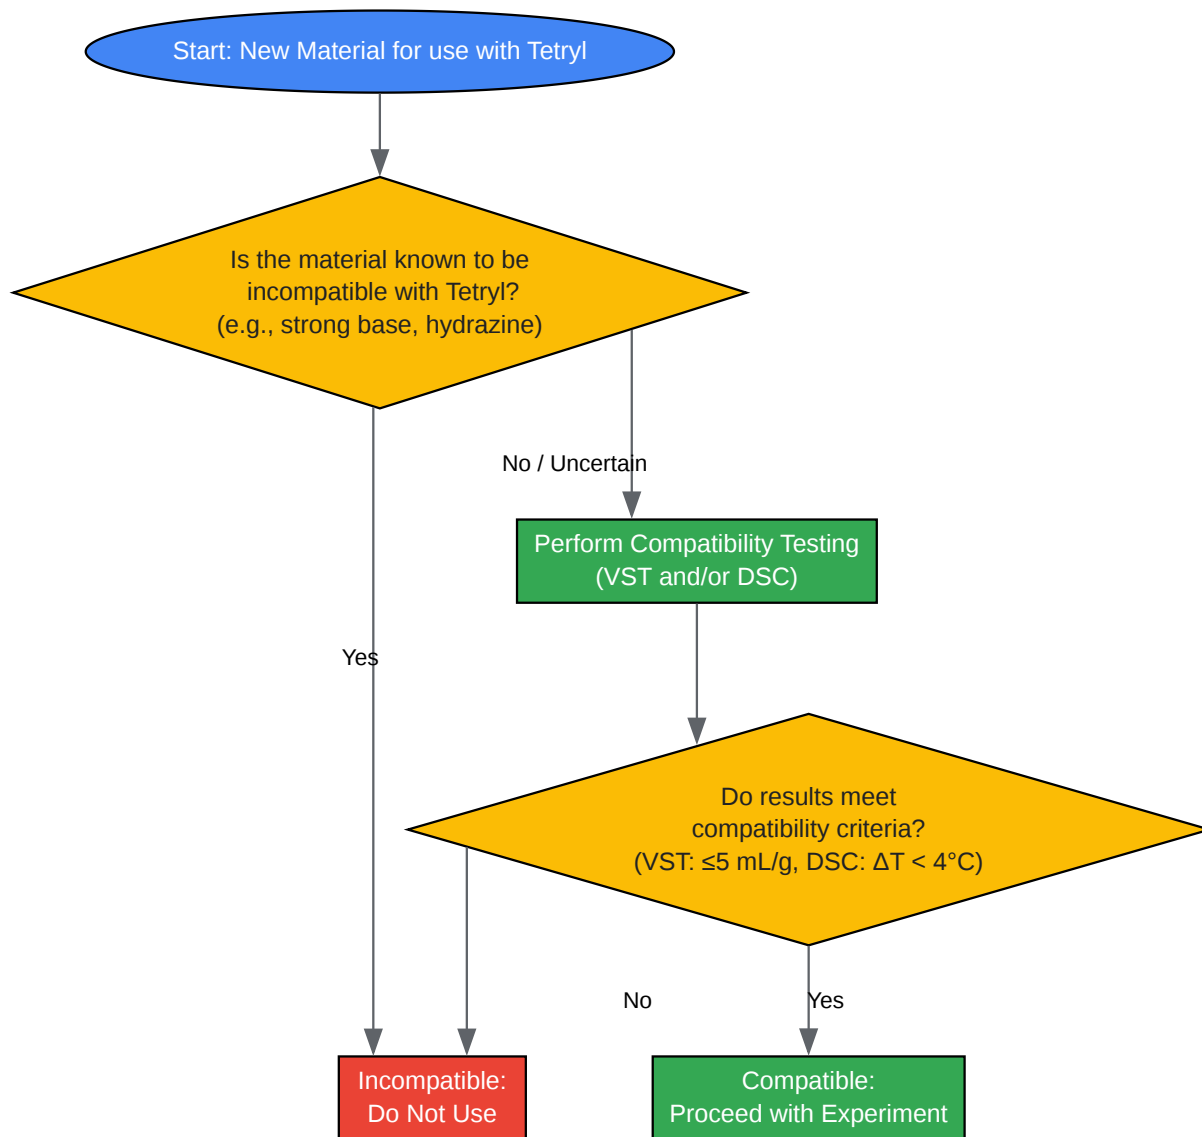 Start: New Material for use with Tetryl
Is the material known to be
incompatible with Tetryl?
(e.g., strong base, hydrazine)
No / Uncertain
Perform Compatibility Testing
(VST and/or DSC)
Yes
Do results meet
compatibility criteria?
(VST: ≤5 mL/g, DSC: ΔT < 4°C)
No
Yes
Incompatible:
Do Not Use
Compatible:
Proceed with Experiment